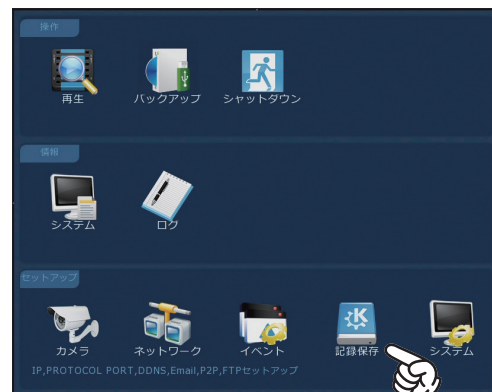 操作
再生 バックアップ シャットダウン
情報
システム ログ
セットアップ
カメラ ネットワーク イベント 記録保存 システム
IP,PROTOCOL PORT,DDNS,Email,P2P,FTPセットアップ